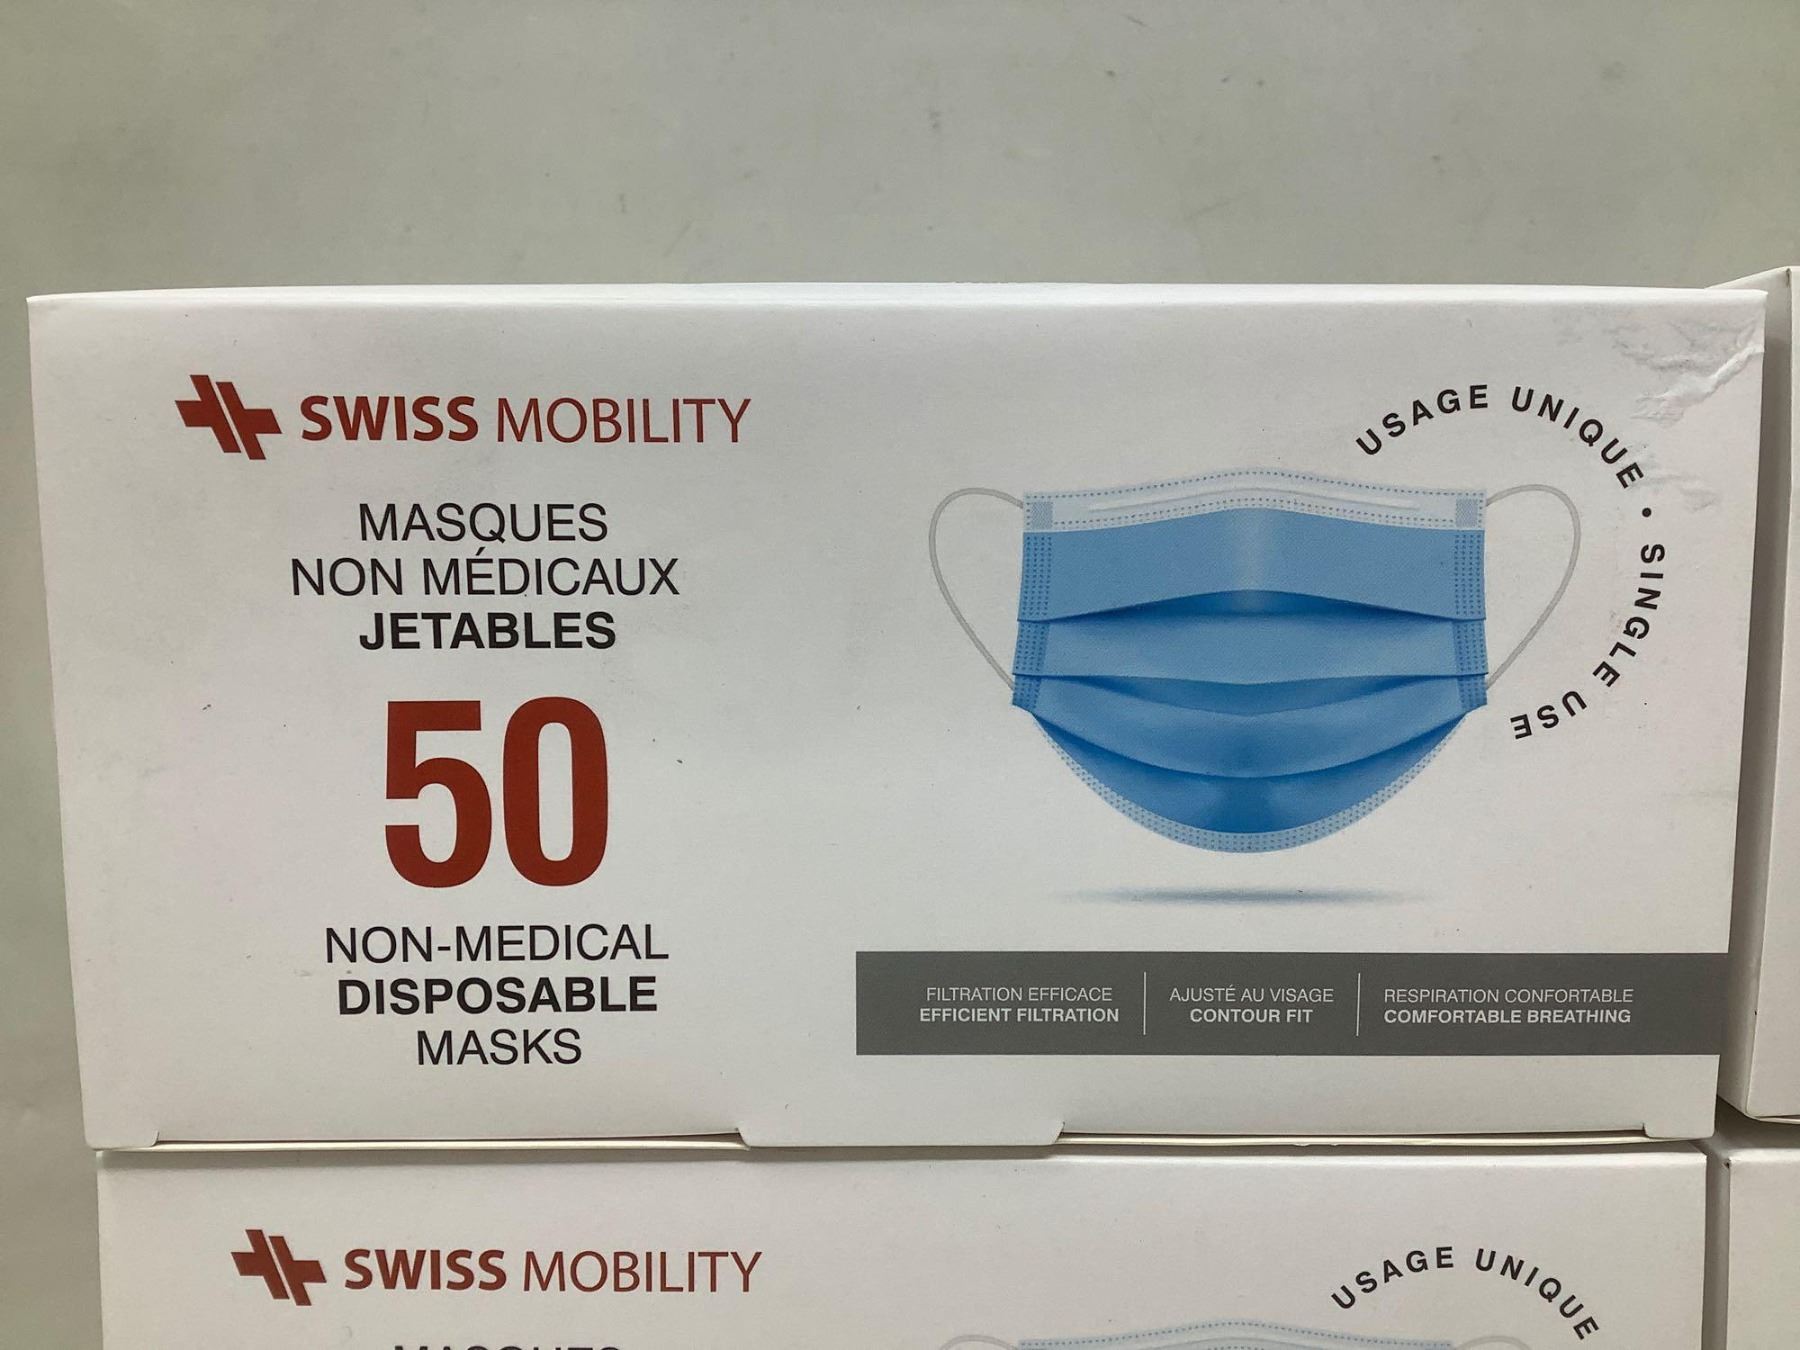 SWISS MOBILITY
MASQUES
NON MÉDICAUX
JETABLES
50
NON-MEDICAL
DISPOSABLE
MASKS
USAGE UNIQUE • SINGLE USE
FILTRATION EFFICACE
EFFICIENT FILTRATION
AJUSTÉ AU VISAGE
CONTOUR FIT
RESPIRATION CONFORTABLE
COMFORTABLE BREATHING
SWISS MOBILITY
USAGE UNIQUE
MASQUES